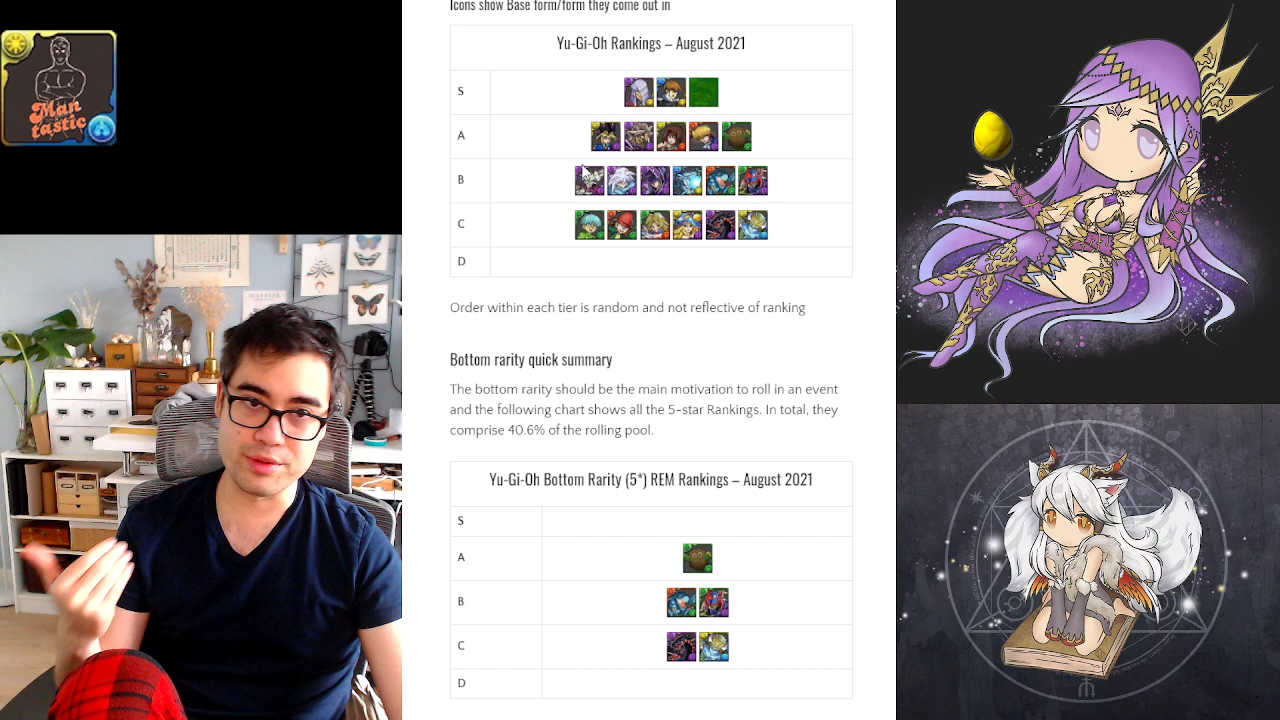 Man
tastic
Icons show Base form/form they come out in
Yu-Gi-Oh Rankings – August 2021
S
A
B
C
D
Order within each tier is random and not reflective of ranking
Bottom rarity quick summary
The bottom rarity should be the main motivation to roll in an event
and the following chart shows all the 5-star Rankings. In total, they
comprise 40.6% of the rolling pool.
Yu-Gi-Oh Bottom Rarity (5*) REM Rankings – August 2021
S
A
B
C
D